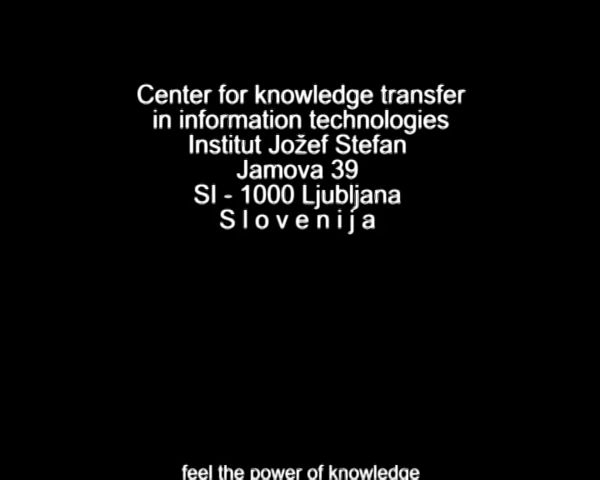 Center for knowledge transfer
in information technologies
Institut Jožef Stefan
Jamova 39
SI - 1000 Ljubljana
S l o v e n i j a
feel the power of knowledge